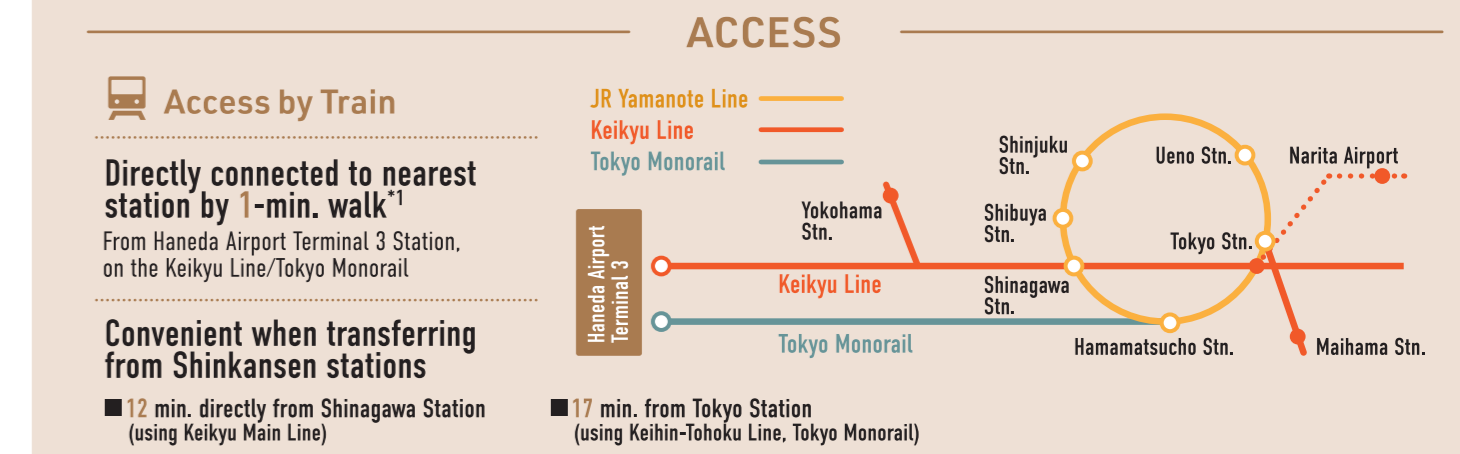 ACCESS
Access by Train
Directly connected to nearest
station by 1-min. walk*1
From Haneda Airport Terminal 3 Station,
on the Keikyu Line/Tokyo Monorail
Convenient when transferring
from Shinkansen stations
■12 min. directly from Shinagawa Station
(using Keikyu Main Line)
■17 min. from Tokyo Station
(using Keihin-Tohoku Line, Tokyo Monorail)
JR Yamanote Line
Keikyu Line
Tokyo Monorail
Haneda Airport
Terminal 3
Yokohama
Stn.
Keikyu Line
Tokyo Monorail
Shinjuku
Stn.
Shibuya
Stn.
Shinagawa
Stn.
Ueno Stn.
Tokyo Stn.
Hamamatsucho Stn.
Narita Airport
Maihama Stn.